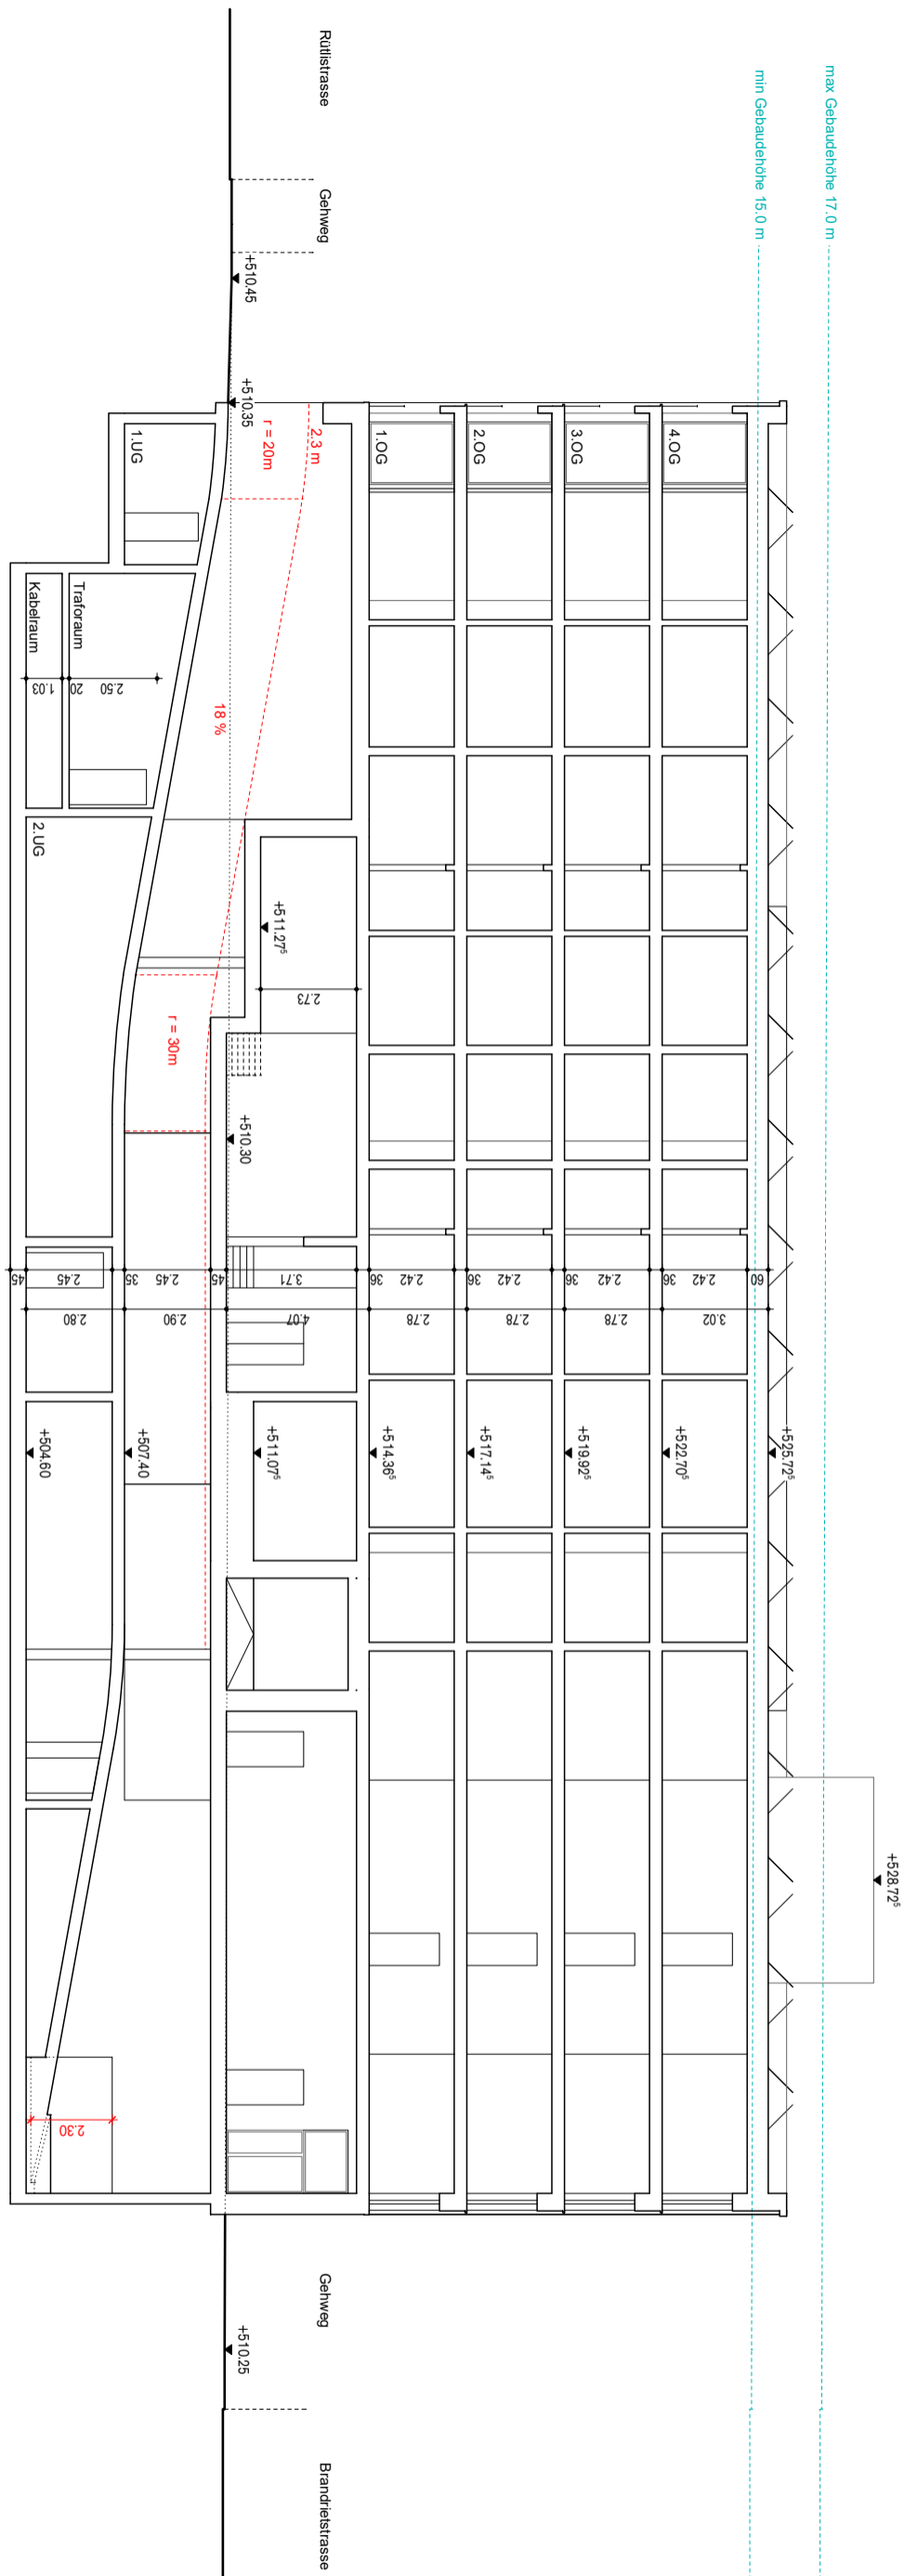 max Gebaudehöhe 17.0 m
min Gebaudehöhe 15.0 m
+528.72⁵
+525.72⁵
60
3.02
4.OG
2.42
+522.70⁵
36
2.78
3.OG
2.42
+519.92⁵
36
2.78
2.OG
2.42
+517.14⁵
36
2.78
1.OG
2.42
+514.36⁵
36
4.07
3.71
2.73
+511.27⁵
+511.07⁵
Rütlistrasse
Gehweg
+510.45
+510.35
2.3 m
r = 20m
18 %
r = 30m
+510.30
45
Gehweg
+510.25
Brandrietstrasse
1.UG
2.90
2.45
+507.40
35
Traforaum
2.50
20
Kabelraum
1.03
2.UG
2.80
2.45
+504.60
45
2.30